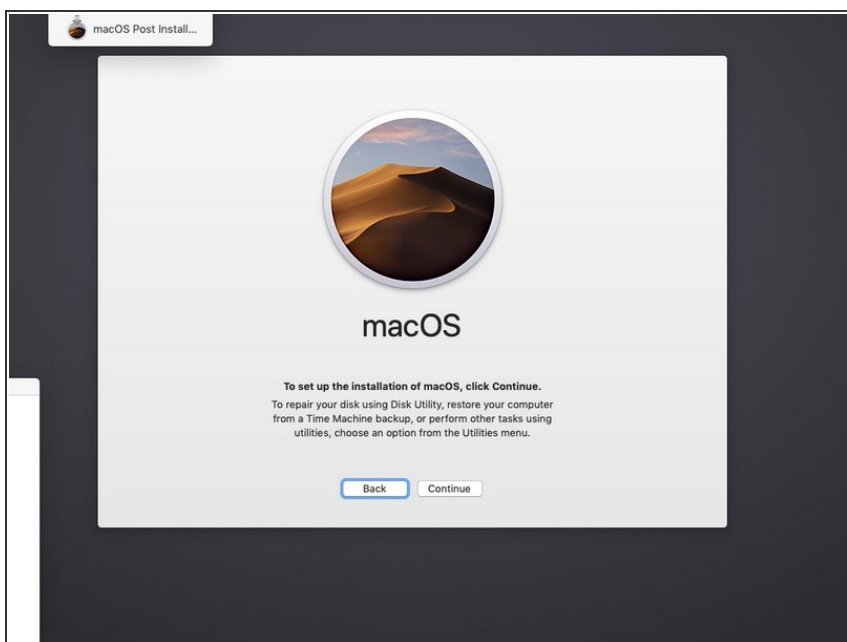 macOS Post Install...
macOS
To set up the installation of macOS, click Continue.
To repair your disk using Disk Utility, restore your computer
from a Time Machine backup, or perform other tasks using
utilities, choose an option from the Utilities menu.
Back Continue